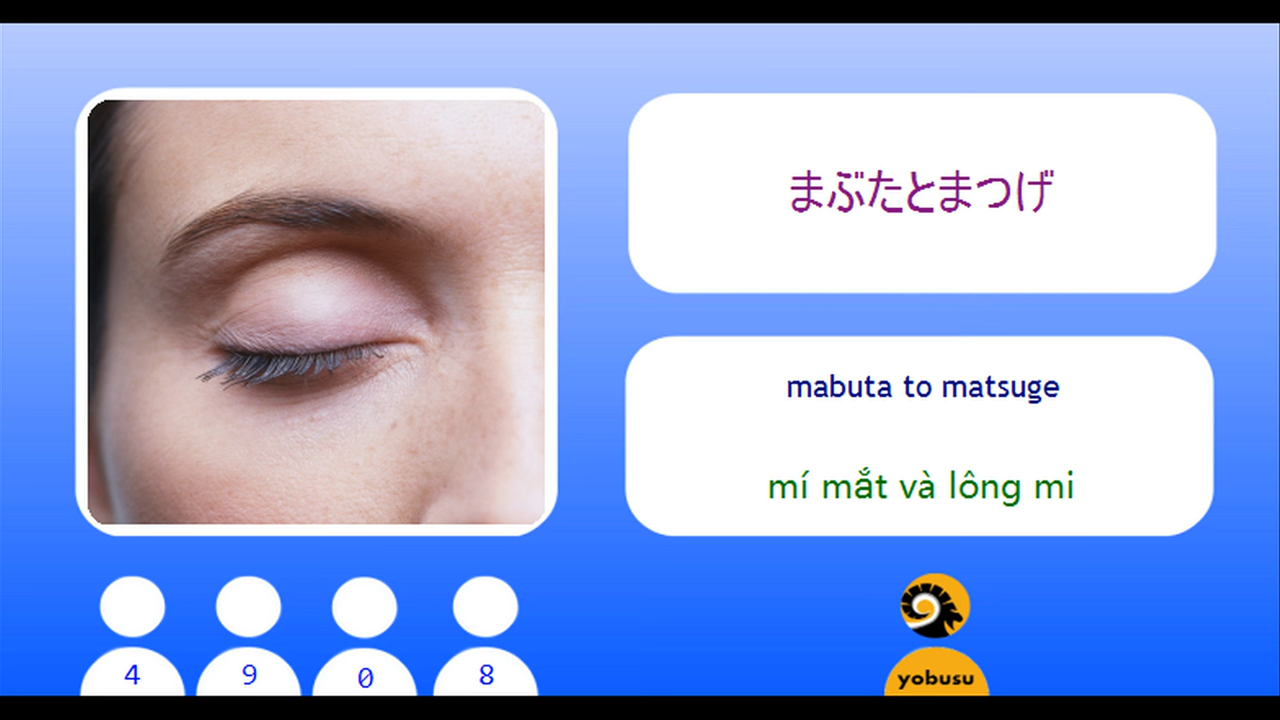 まぶたとまつげ
mabuta to matsuge
mí mắt và lông mi
4 9 0 8
yobusu